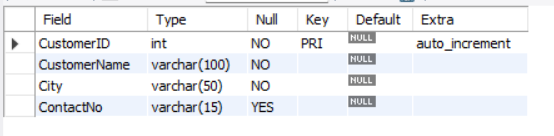 Field Type Null Key Default Extra
CustomerID int NO PRI NULL auto_increment
CustomerName varchar(100) NO NULL
City varchar(50) NO NULL
ContactNo varchar(15) YES NULL